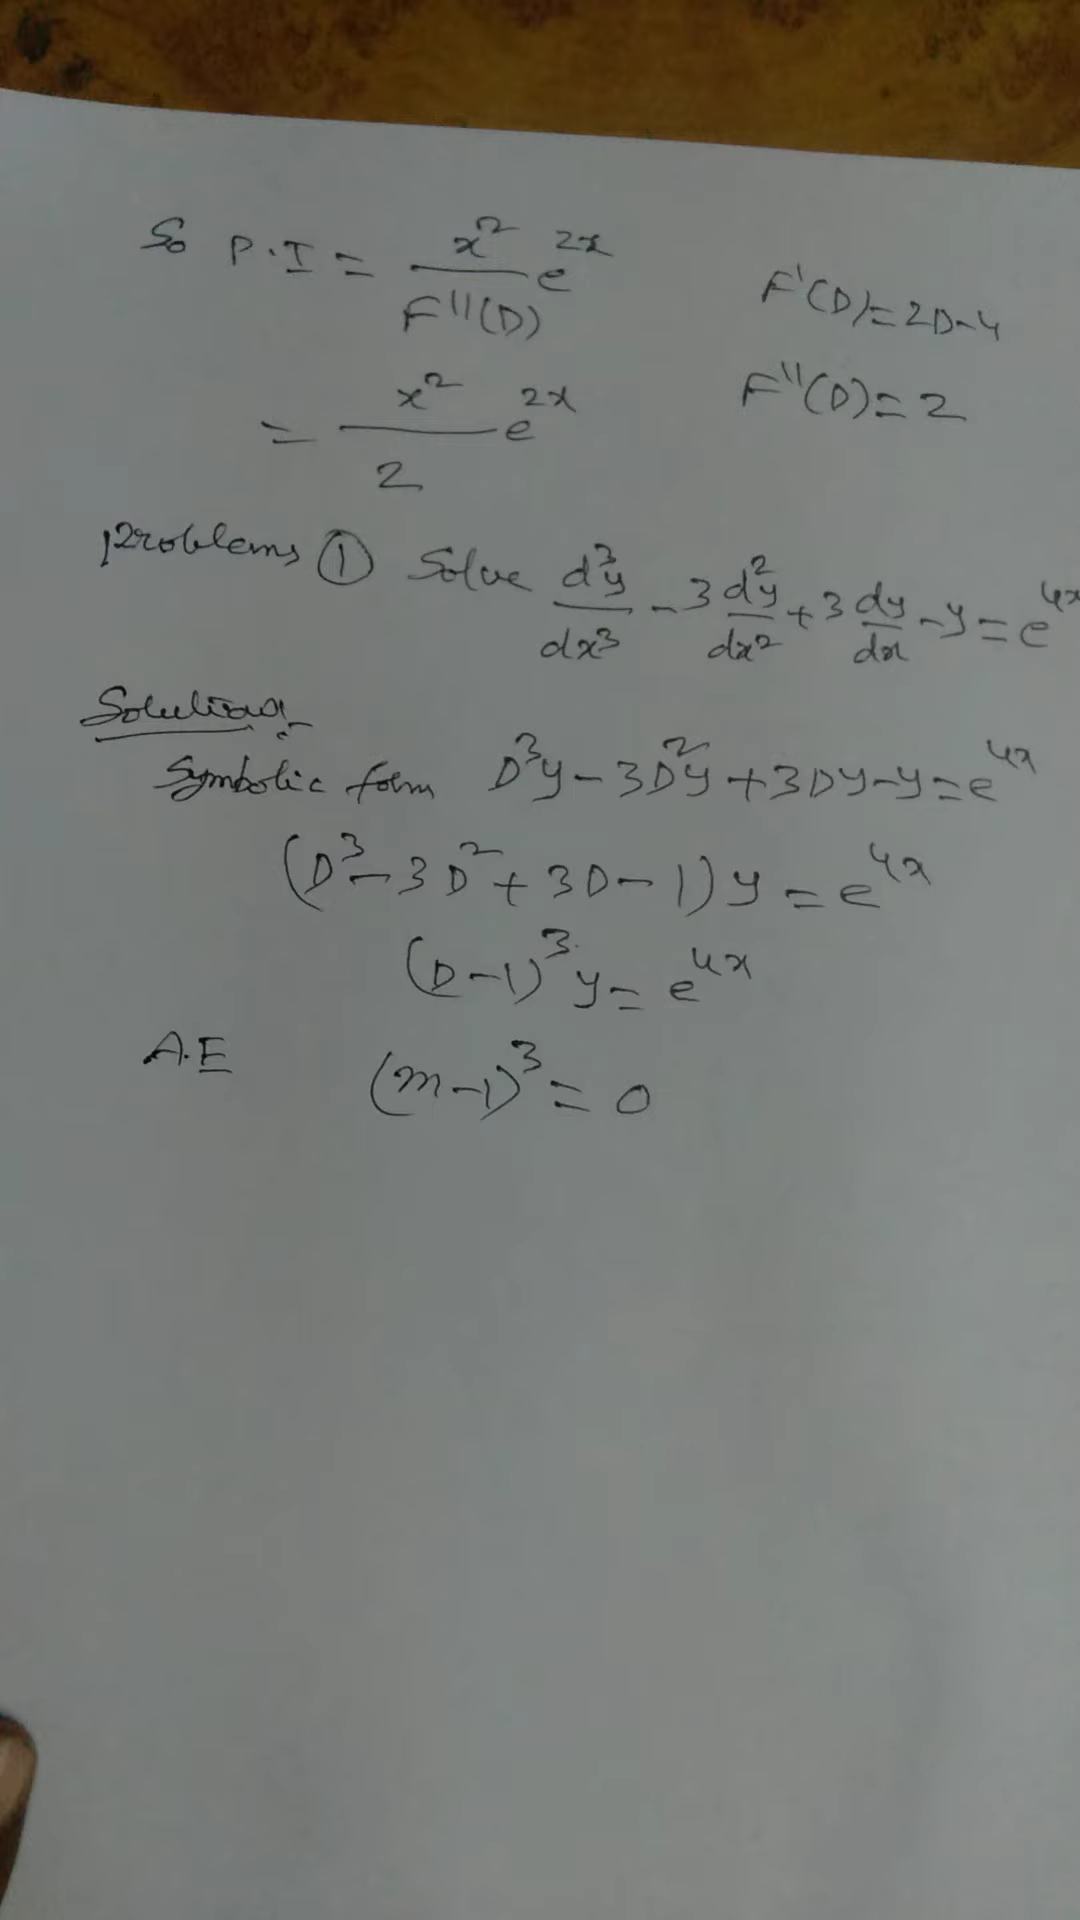 So P.I = x²/F''(D) e^2x    F'(D) = 2D-4
= x²/2 e^2x    F''(D) = 2
Problems ① Solve d³y/dx³ - 3 d²y/dx² + 3 dy/dx - y = e^4x
Solution:-
Symbolic form D³y - 3D²y + 3Dy - y = e^4x
(D³ - 3D² + 3D - 1) y = e^4x
(D-1)³ y = e^4x
A.E (m-1)³ = 0